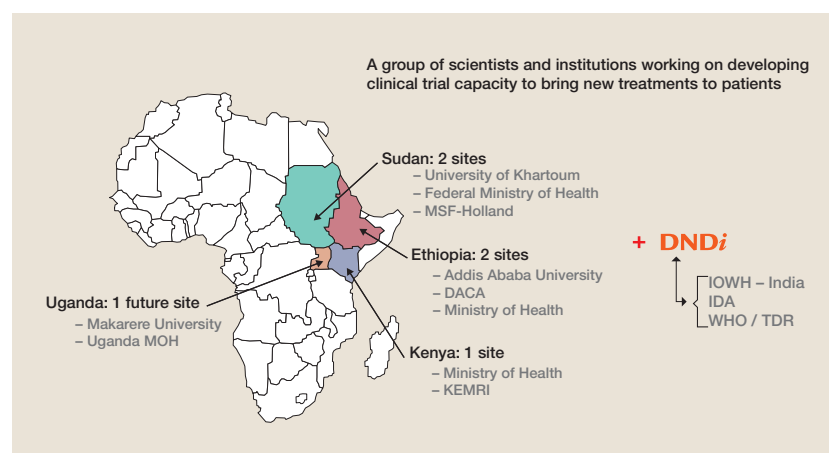 A group of scientists and institutions working on developing
clinical trial capacity to bring new treatments to patients
Sudan: 2 sites
– University of Khartoum
– Federal Ministry of Health
– MSF-Holland
Ethiopia: 2 sites
– Addis Ababa University
– DACA
– Ministry of Health
Uganda: 1 future site
– Makarere University
– Uganda MOH
Kenya: 1 site
– Ministry of Health
– KEMRI
+ DNDi
IOWH – India
IDA
WHO / TDR